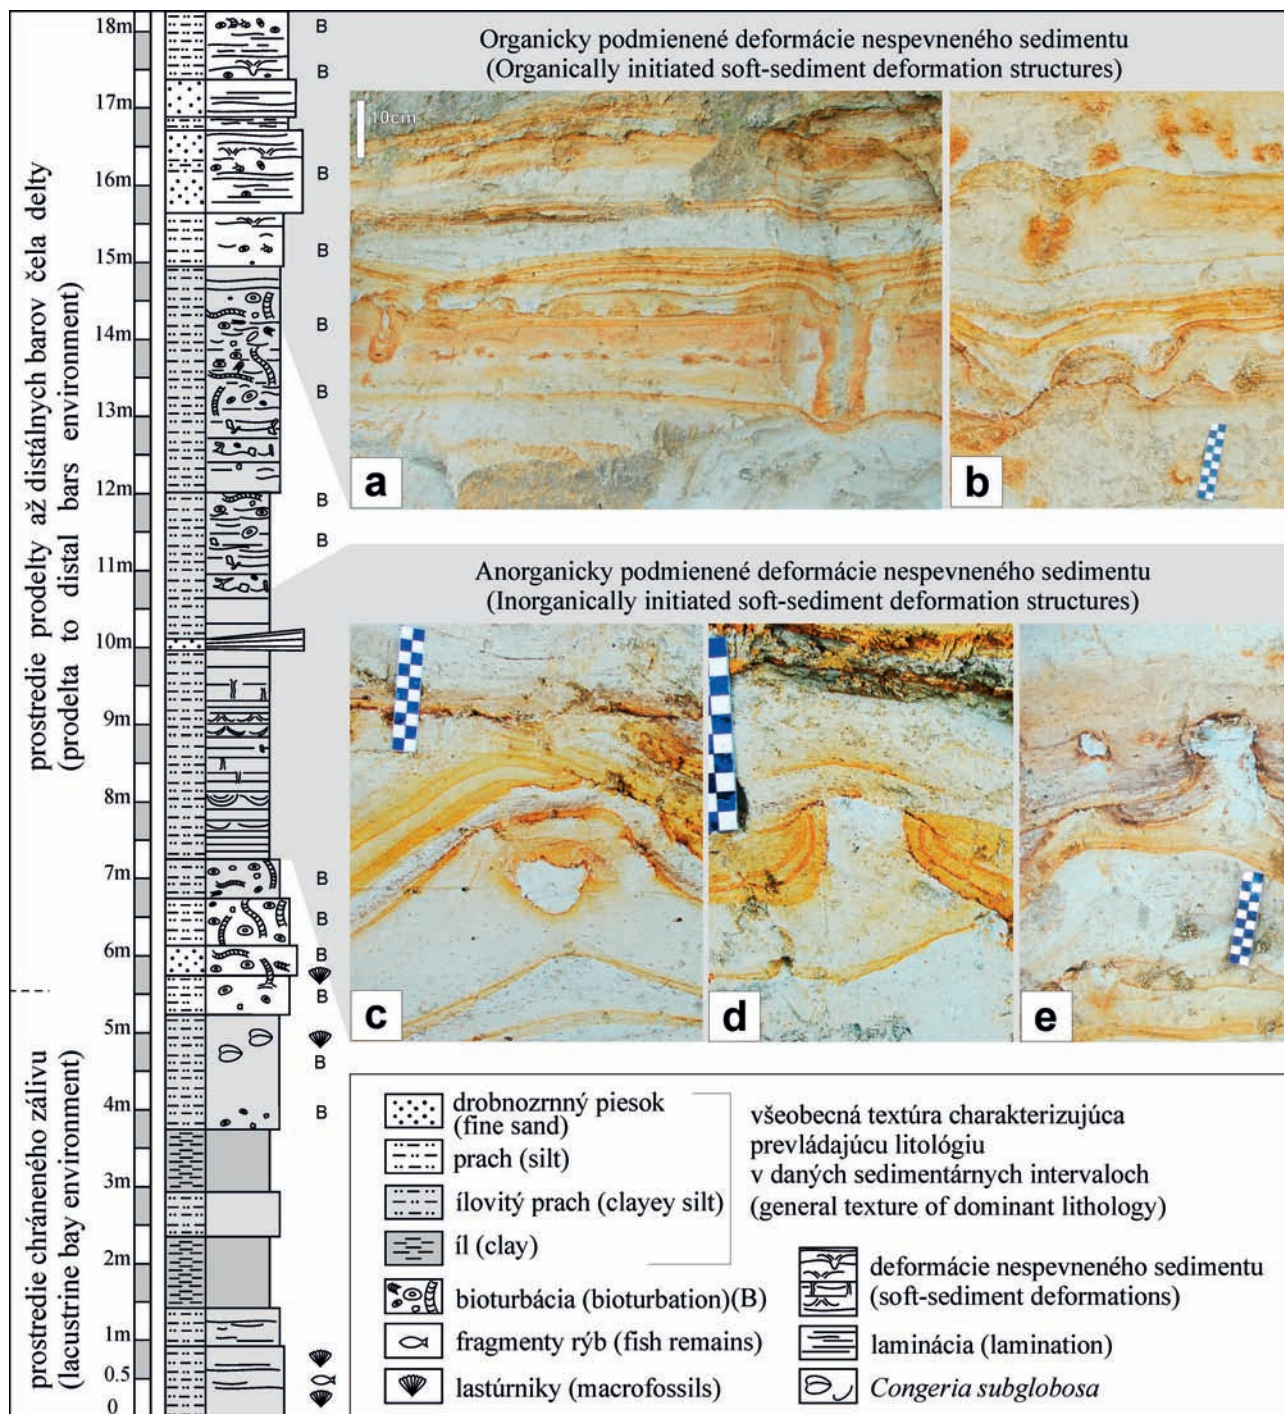 18m
17m
16m
15m
14m
13m
12m
11m
10m
9m
8m
7m
6m
5m
4m
3m
2m
1m
0.5
0
prostredie prodelty až distálnych barov čela delty
(prodelta to distal bars environment)
prostredie chráneného zálivu
(lacustrine bay environment)
B
B
B
B
B
B
B
B
B
B
B
B
B
B
Organicky podmienené deformácie nespevneného sedimentu
(Organically initiated soft-sediment deformation structures)
10cm
a
b
Anorganicky podmienené deformácie nespevneného sedimentu
(Inorganically initiated soft-sediment deformation structures)
c
d
e
drobnozrnný piesok
(fine sand)
prach (silt)
ílovitý prach (clayey silt)
íl (clay)
bioturbácia (bioturbation)(B)
fragmenty rýb (fish remains)
lastúrniky (macrofossils)
všeobecná textúra charakterizujúca
prevládajúcu litológiu
v daných sedimentárnych intervaloch
(general texture of dominant lithology)
deformácie nespevneného sedimentu
(soft-sediment deformations)
laminácia (lamination)
Congeria subglobosa